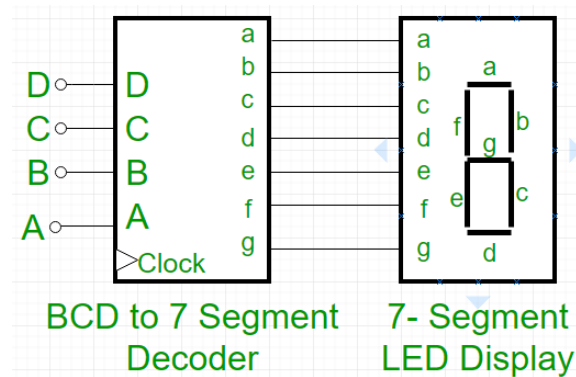 D D a a
C C b b
B B c c
A A d d
Clock e e
f f
g g
a
f b
g
e c
d
BCD to 7 Segment
Decoder
7- Segment
LED Display